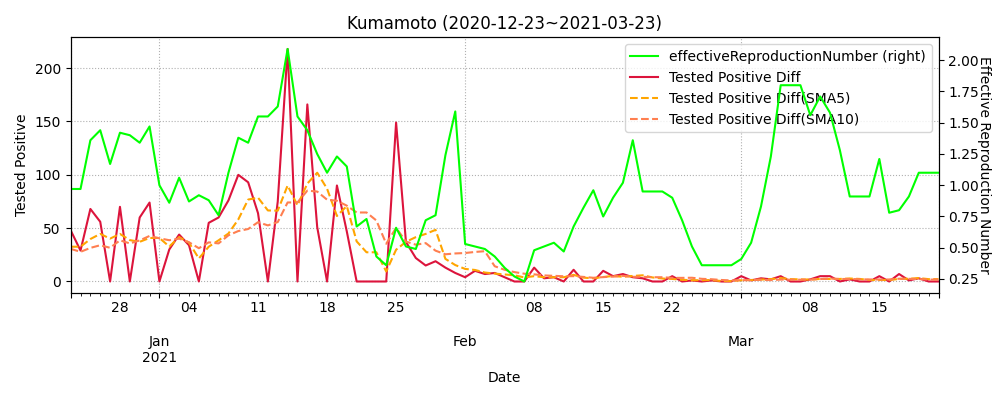 Kumamoto (2020-12-23~2021-03-23)
effectiveReproductionNumber (right)
Tested Positive Diff
Tested Positive Diff(SMA5)
Tested Positive Diff(SMA10)
Tested Positive
200
150
100
50
0
Effective Reproduction Number
2.00
1.75
1.50
1.25
1.00
0.75
0.50
0.25
28 04 11 18 25 08 15 22 08 15
Jan Feb Mar
2021
Date